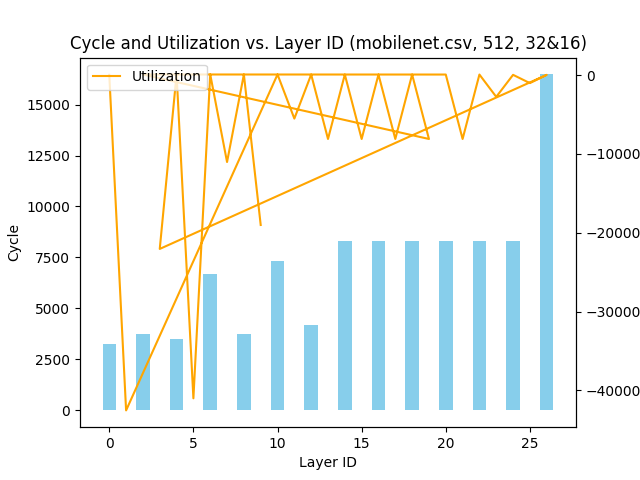 Cycle and Utilization vs. Layer ID (mobilenet.csv, 512, 32&16)
Utilization
Cycle
15000
12500
10000
7500
5000
2500
0
0
−10000
−20000
−30000
−40000
0 5 10 15 20 25
Layer ID